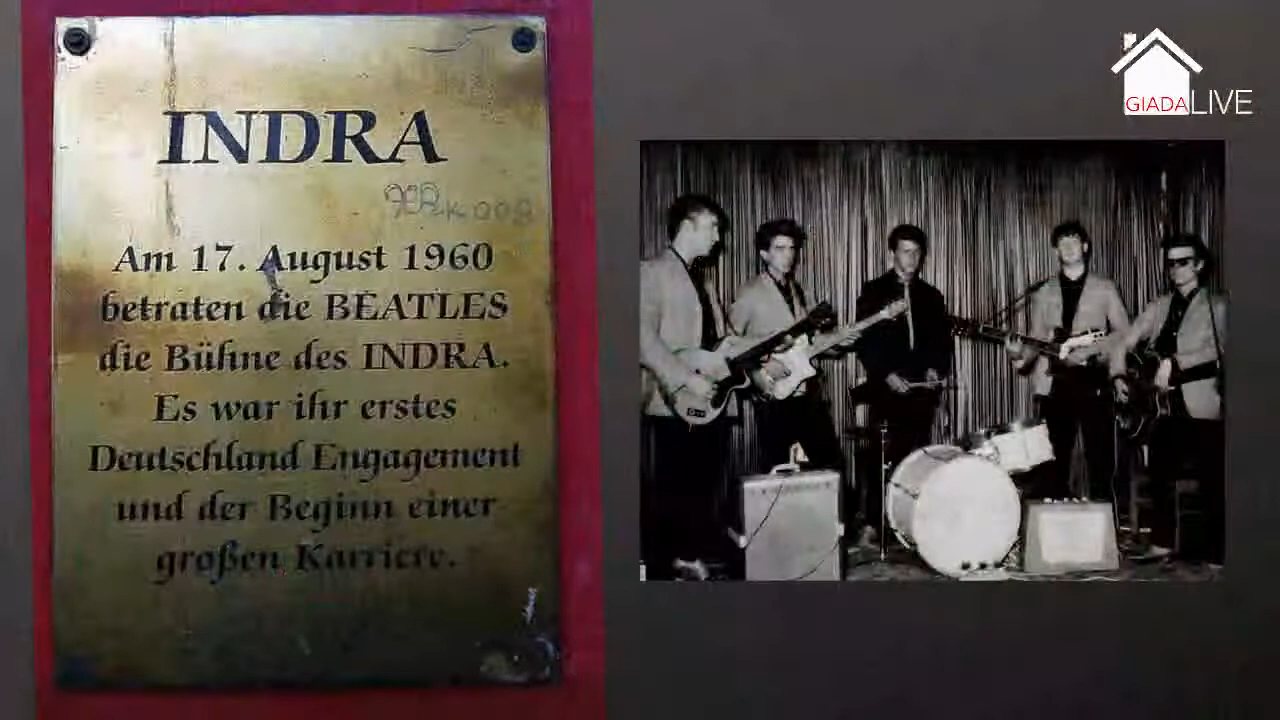 INDRA
Am 17. August 1960
betraten die BEATLES
die Bühne des INDRA.
Es war ihr erstes
Deutschland Engagement
und der Beginn einer
großen Karriere.
GIADALIVE